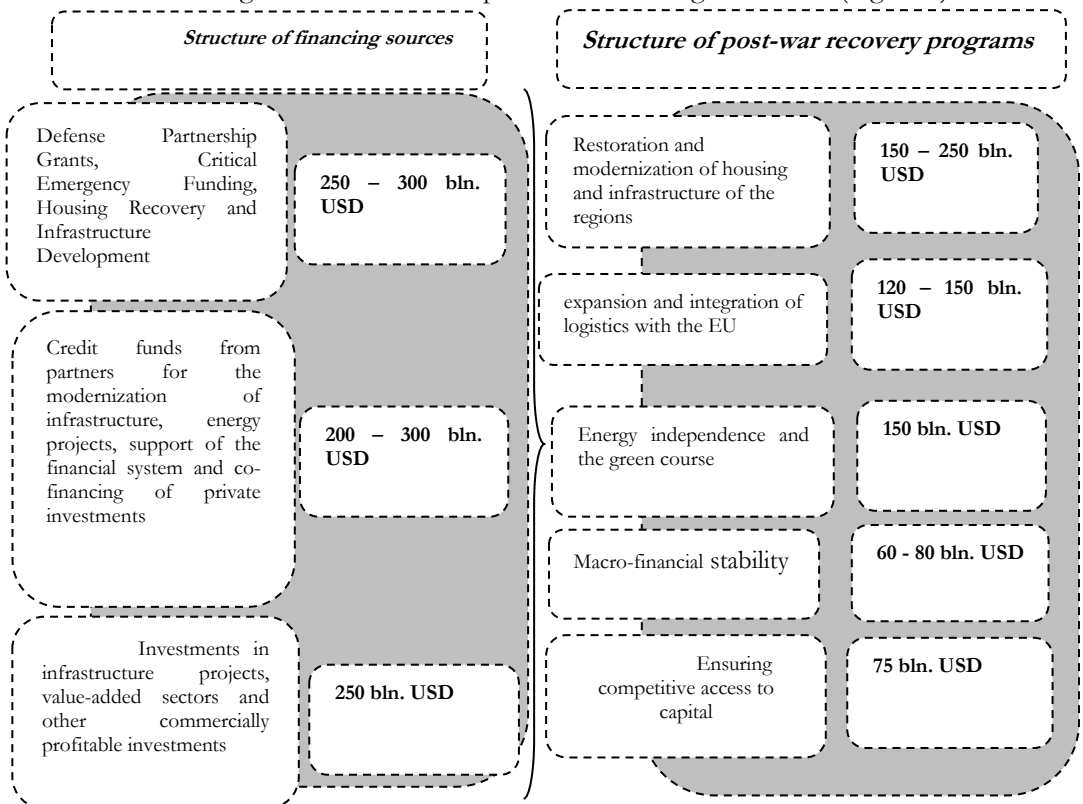 Structure of financing sources
Defense Partnership
Grants, Critical
Emergency Funding,
Housing Recovery and
Infrastructure
Development
250 – 300 bln.
USD
Credit funds from
partners for the
modernization of
infrastructure, energy
projects, support of the
financial system and co-
financing of private
investments
200 – 300 bln.
USD
Investments in
infrastructure projects,
value-added sectors and
other commercially
profitable investments
250 bln. USD
Structure of post-war recovery programs
Restoration and
modernization of housing
and infrastructure of the
regions
150 – 250 bln.
USD
expansion and integration of
logistics with the EU
120 – 150 bln.
USD
Energy independence and
the green course
150 bln. USD
Macro-financial stability
60 - 80 bln. USD
Ensuring
competitive access to
capital
75 bln. USD